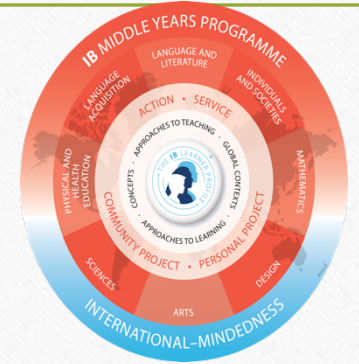 IB MIDDLE YEARS PROGRAMME
LANGUAGE AND
LITERATURE
INDIVIDUALS
AND SOCIETIES
MATHEMATICS
DESIGN
ARTS
SCIENCES
PHYSICAL AND
HEALTH
EDUCATION
LANGUAGE
ACQUISITION
ACTION • SERVICE
PERSONAL PROJECT
COMMUNITY PROJECT •
APPROACHES TO TEACHING ·
GLOBAL CONTEXTS ·
APPROACHES TO LEARNING ·
CONCEPTS ·
THE IB LEARNER PROFILE
INTERNATIONAL–MINDEDNESS